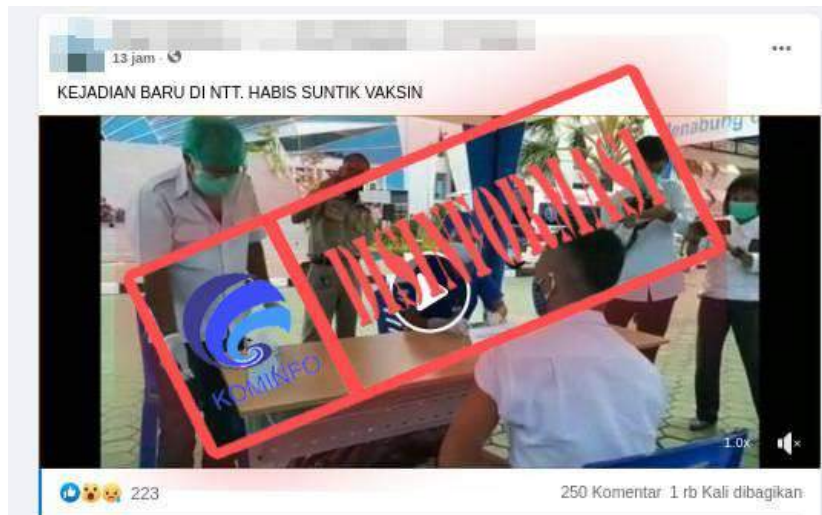 13 jam
KEJADIAN BARU DI NTT. HABIS SUNTIK VAKSIN
enabung
DISINFORMASI
KOMINFO
1.0x
223
250 Komentar 1 rb Kali dibagikan